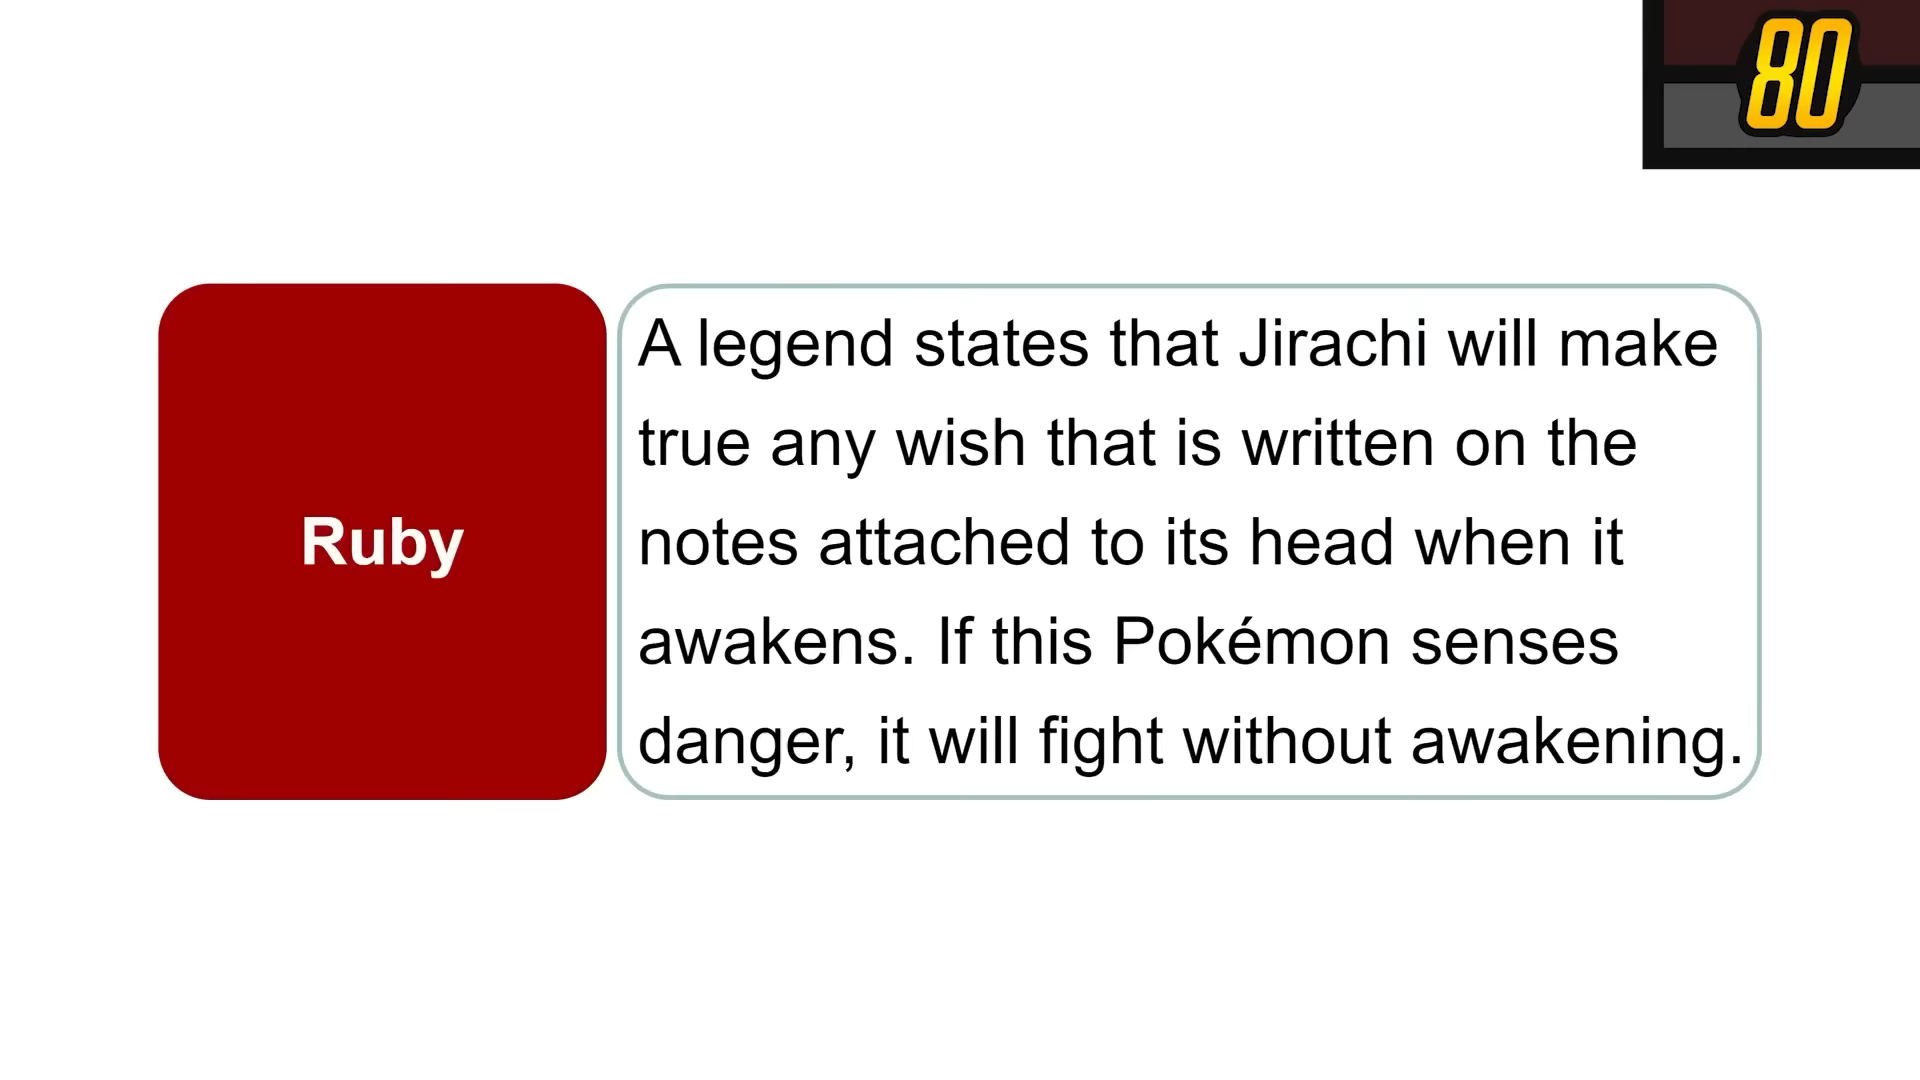 80
Ruby
A legend states that Jirachi will make
true any wish that is written on the
notes attached to its head when it
awakens. If this Pokémon senses
danger, it will fight without awakening.